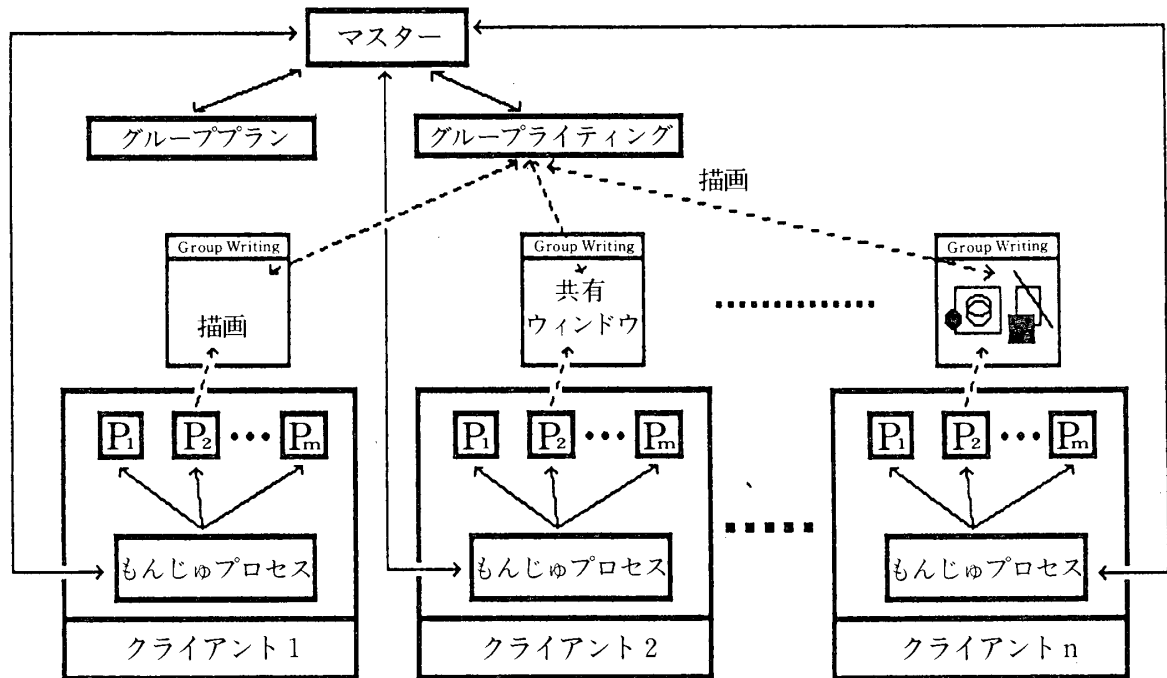 マスター
グループプラン
グループライティング
描画
Group Writing
Group Writing
Group Writing
描画
共有
ウィンドウ
P1 P2 ••• Pm
P1 P2 ••• Pm
P1 P2 ••• Pm
もんじゅプロセス
もんじゅプロセス
もんじゅプロセス
クライアント1
クライアント2
クライアントn